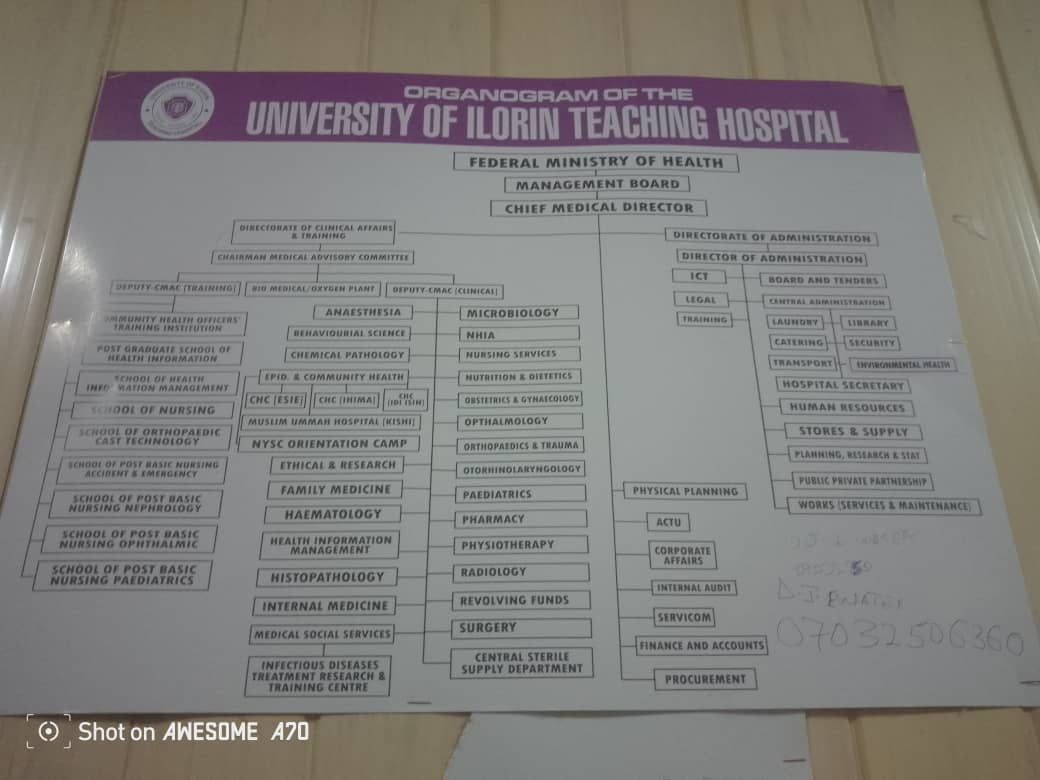 ORGANOGRAM OF THE
UNIVERSITY OF ILORIN TEACHING HOSPITAL
FEDERAL MINISTRY OF HEALTH
MANAGEMENT BOARD
CHIEF MEDICAL DIRECTOR
DIRECTORATE OF CLINICAL AFFAIRS
& TRAINING
CHAIRMAN MEDICAL ADVISORY COMMITTEE
DEPUTY-CMAC [TRAINING]
BIO MEDICAL/OXYGEN PLANT
DEPUTY-CMAC [CLINICAL]
COMMUNITY HEALTH OFFICERS'
TRAINING INSTITUTION
POST GRADUATE SCHOOL OF
HEALTH INFORMATION
SCHOOL OF HEALTH
INFORMATION MANAGEMENT
SCHOOL OF NURSING
SCHOOL OF ORTHOPAEDIC
CAST TECHNOLOGY
SCHOOL OF POST BASIC NURSING
ACCIDENT & EMERGENCY
SCHOOL OF POST BASIC
NURSING NEPHROLOGY
SCHOOL OF POST BASIC
NURSING OPHTHALMIC
SCHOOL OF POST BASIC
NURSING PAEDIATRICS
ANAESTHESIA
BEHAVIOURIAL SCIENCE
CHEMICAL PATHOLOGY
EPID. & COMMUNITY HEALTH
CHC [ESIE]
CHC [IHIMA]
CHC
[IDI ISIN]
MUSLIM UMMAH HOSPITAL [KISHI]
NYSC ORIENTATION CAMP
ETHICAL & RESEARCH
FAMILY MEDICINE
HAEMATOLOGY
HEALTH INFORMATION
MANAGEMENT
HISTOPATHOLOGY
INTERNAL MEDICINE
MEDICAL SOCIAL SERVICES
INFECTIOUS DISEASES
TREATMENT RESEARCH &
TRAINING CENTRE
MICROBIOLOGY
NHIA
NURSING SERVICES
NUTRITION & DIETETICS
OBSTETRICS & GYNAECOLOGY
OPTHALMOLOGY
ORTHOPAEDICS & TRAUMA
OTORHINOLARYNGOLOGY
PAEDIATRICS
PHARMACY
PHYSIOTHERAPY
RADIOLOGY
REVOLVING FUNDS
SURGERY
CENTRAL STERILE
SUPPLY DEPARTMENT
PHYSICAL PLANNING
ACTU
CORPORATE
AFFAIRS
INTERNAL AUDIT
SERVICOM
FINANCE AND ACCOUNTS
PROCUREMENT
DIRECTORATE OF ADMINISTRATION
DIRECTOR OF ADMINISTRATION
ICT
LEGAL
TRAINING
BOARD AND TENDERS
CENTRAL ADMINISTRATION
LAUNDRY
LIBRARY
CATERING
SECURITY
TRANSPORT
ENVIRONMENTAL HEALTH
HOSPITAL SECRETARY
HUMAN RESOURCES
STORES & SUPPLY
PLANNING, RESEARCH & STAT
PUBLIC PRIVATE PARTNERSHIP
WORKS (SERVICES & MAINTENANCE)
07032506360
Shot on AWESOME A70